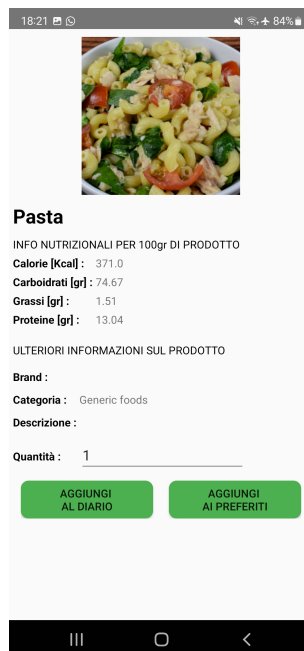 18:21 84%
Pasta
INFO NUTRIZIONALI PER 100gr DI PRODOTTO
Calorie [Kcal] : 371.0
Carboidrati [gr] : 74.67
Grassi [gr] : 1.51
Proteine [gr] : 13.04
ULTERIORI INFORMAZIONI SUL PRODOTTO
Brand :
Categoria : Generic foods
Descrizione :
Quantità : 1
AGGIUNGI
AL DIARIO
AGGIUNGI
AI PREFERITI